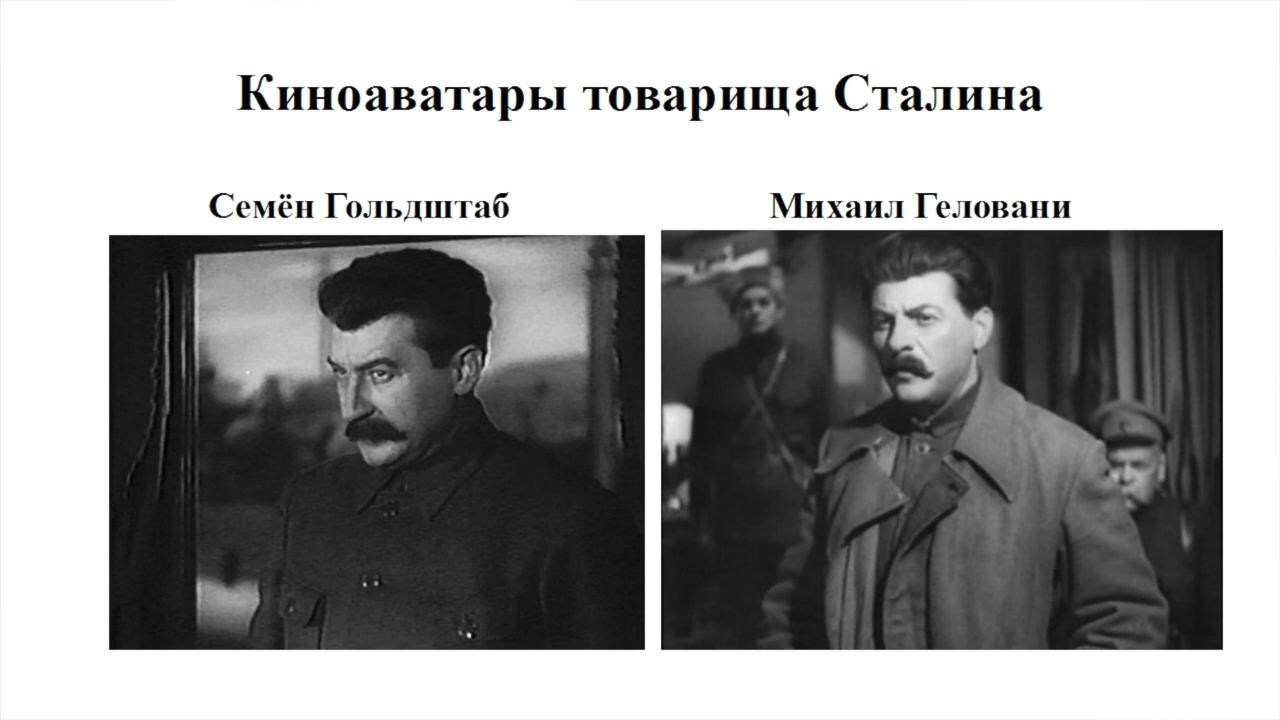 Киноаватары товарища Сталина
Семён Гольдштаб
Михаил Геловани